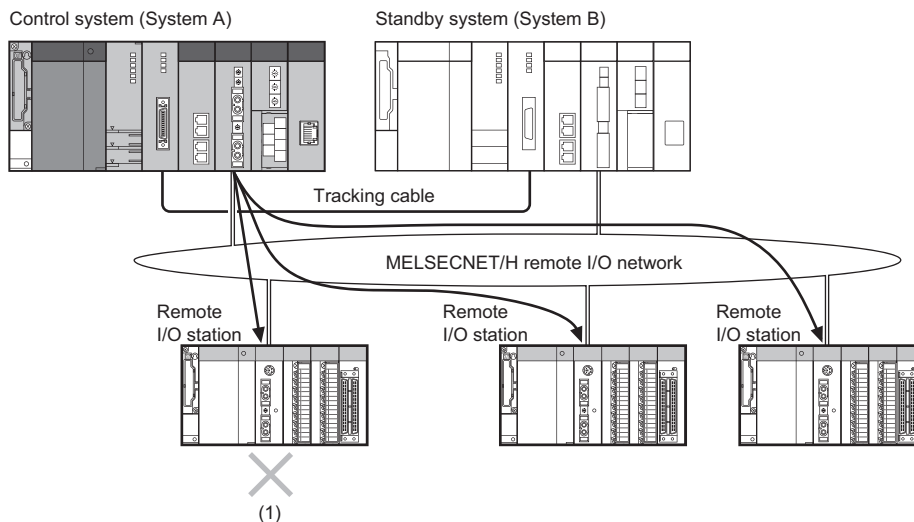 Control system (System A)
Standby system (System B)
Tracking cable
MELSECNET/H remote I/O network
Remote
I/O station
Remote
I/O station
Remote
I/O station
(1)